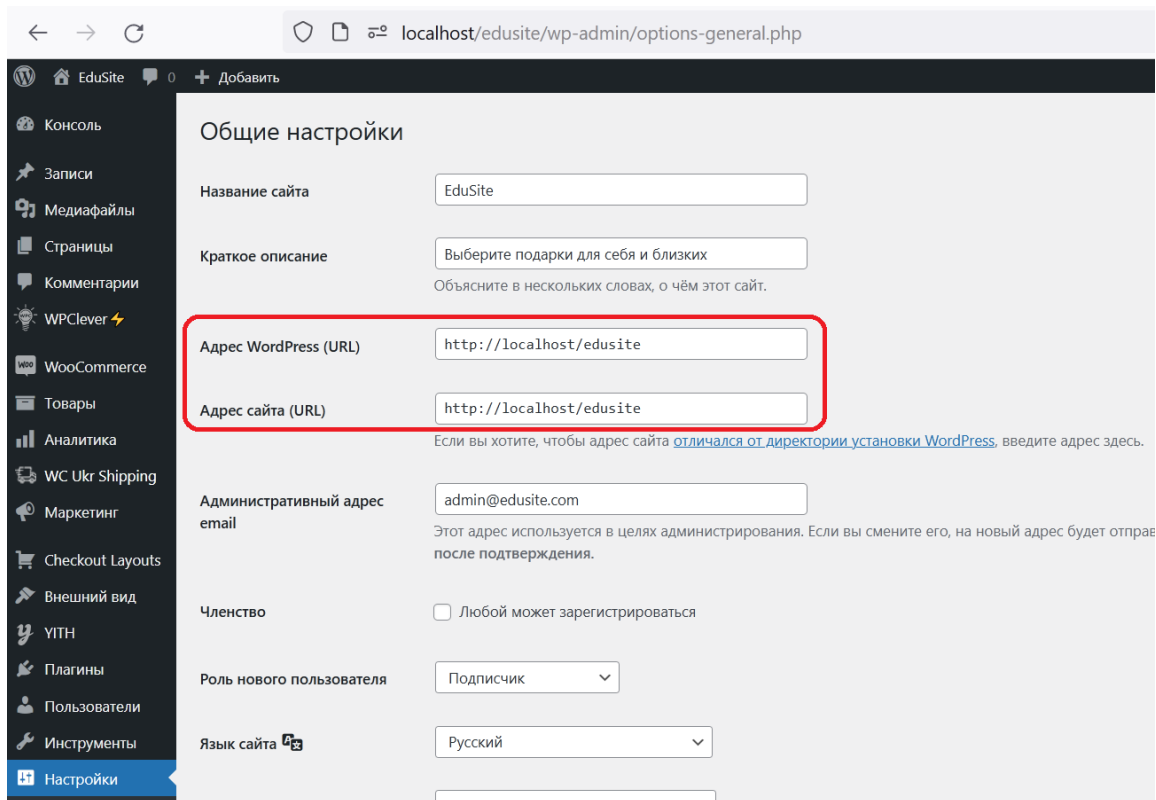 localhost/edusite/wp-admin/options-general.php
EduSite 0 Добавить
Консоль
Записи
Медиафайлы
Страницы
Комментарии
WPClever
WooCommerce
Товары
Аналитика
WC Ukr Shipping
Маркетинг
Checkout Layouts
Внешний вид
YITH
Плагины
Пользователи
Инструменты
Настройки
Общие настройки
Название сайта
EduSite
Краткое описание
Выберите подарки для себя и близких
Объясните в нескольких словах, о чём этот сайт.
Адрес WordPress (URL)
http://localhost/edusite
Адрес сайта (URL)
http://localhost/edusite
Если вы хотите, чтобы адрес сайта отличался от директории установки WordPress, введите адрес здесь.
Административный адрес
email
admin@edusite.com
Этот адрес используется в целях администрирования. Если вы смените его, на новый адрес будет отправ
после подтверждения.
Членство
Любой может зарегистрироваться
Роль нового пользователя
Подписчик
Язык сайта
Русский